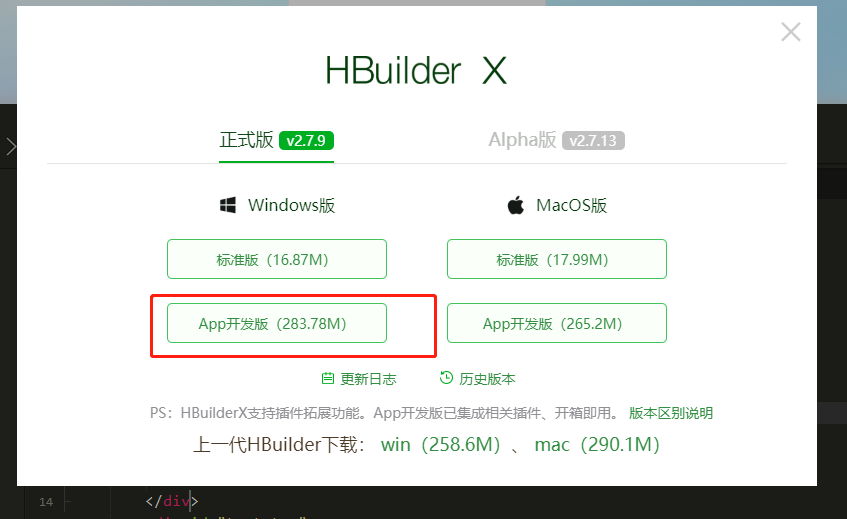 HBuilder X
正式版 v2.7.9 Alpha版 v2.7.13
Windows版 MacOS版
标准版（16.87M） 标准版（17.99M）
App开发版（283.78M） App开发版（265.2M）
更新日志 历史版本
PS：HBuilderX支持插件拓展功能。App开发版已集成相关插件、开箱即用。 版本区别说明
上一代HBuilder下载： win（258.6M）、 mac（290.1M）
14 </div>